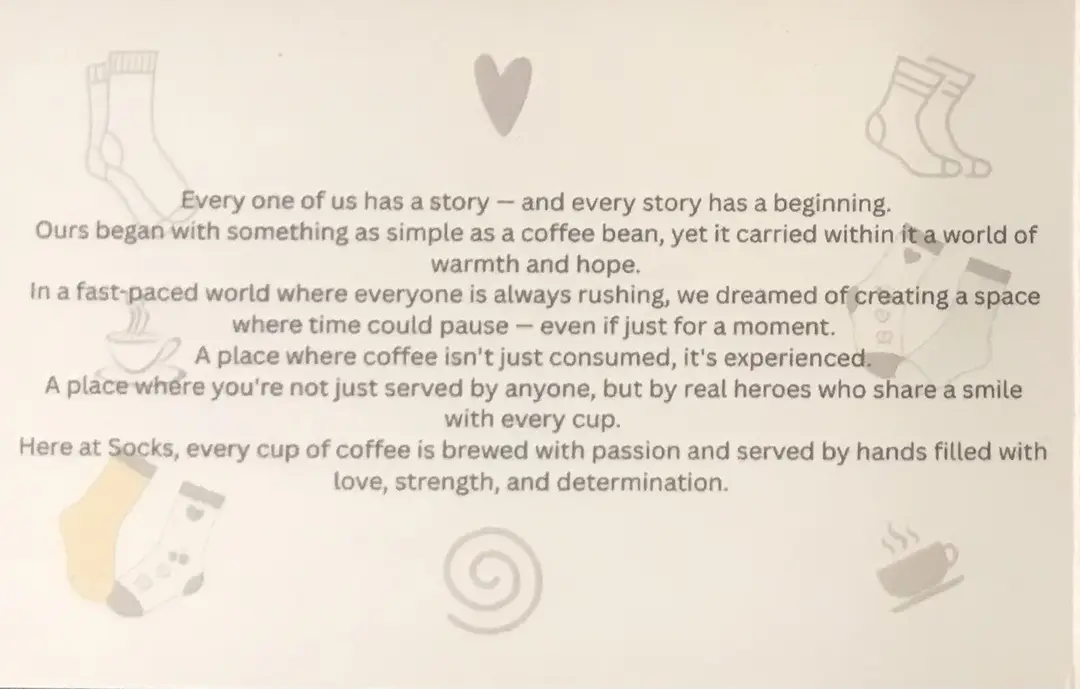 Every one of us has a story — and every story has a beginning.
Ours began with something as simple as a coffee bean, yet it carried within it a world of
warmth and hope.
In a fast-paced world where everyone is always rushing, we dreamed of creating a space
where time could pause — even if just for a moment.
A place where coffee isn't just consumed, it's experienced.
A place where you're not just served by anyone, but by real heroes who share a smile
with every cup.
Here at Socks, every cup of coffee is brewed with passion and served by hands filled with
love, strength, and determination.